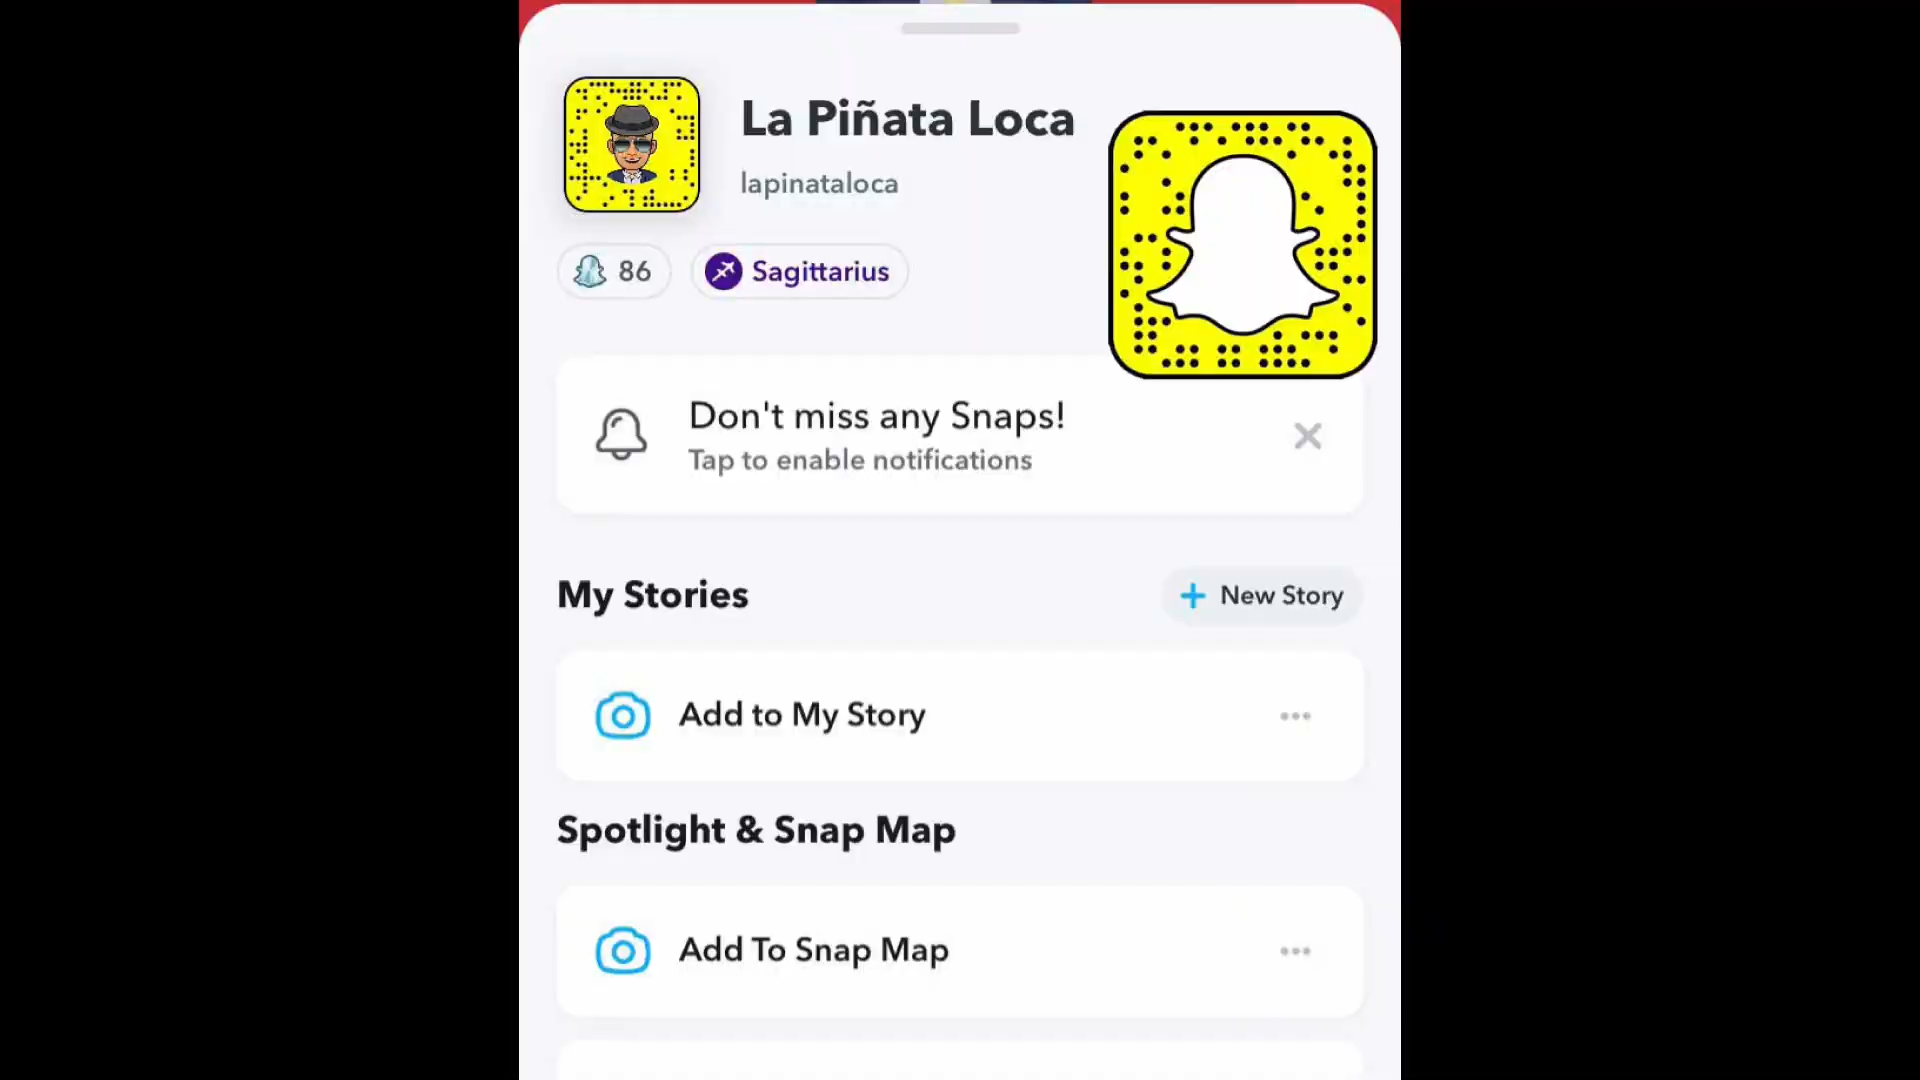 La Piñata Loca
lapinataloca
86
Sagittarius
Don't miss any Snaps!
Tap to enable notifications
My Stories
New Story
Add to My Story
Spotlight & Snap Map
Add To Snap Map